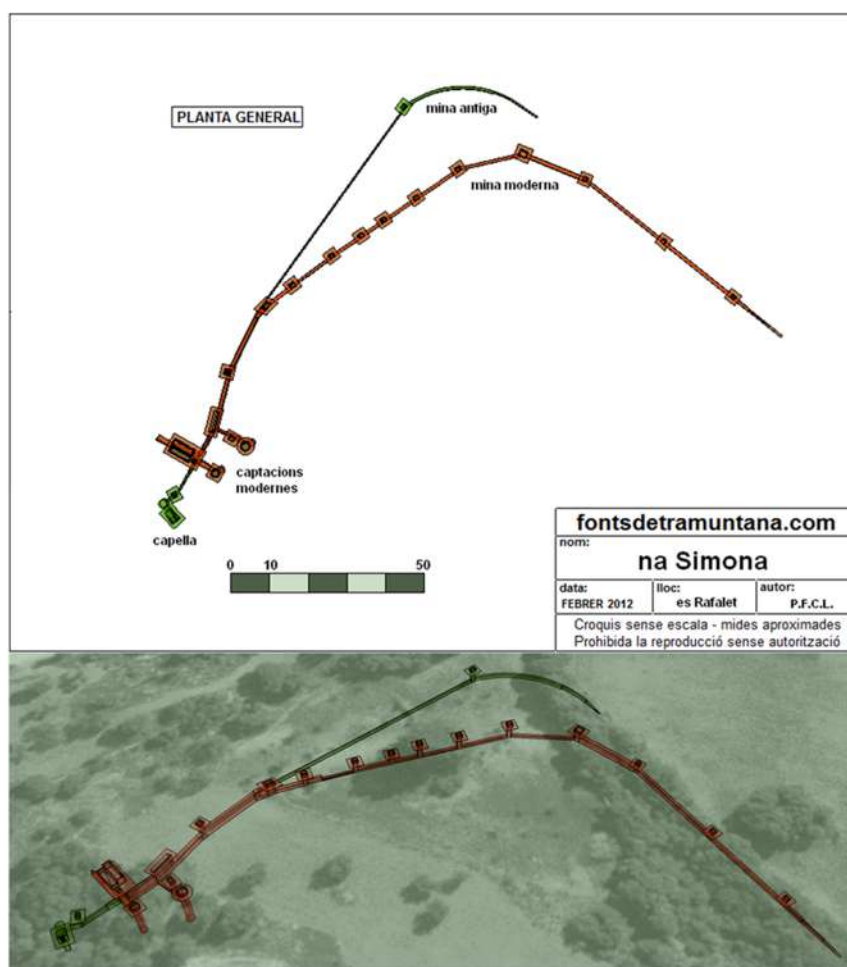 PLANTA GENERAL
mina antiga
mina moderna
captacions
modernes
capella
0 10 50
fontsdetramuntana.com
nom:
na Simona
data: lloc: autor:
FEBRER 2012 es Rafalet P.F.C.L.
Croquis sense escala - mides aproximades
Prohibida la reproducció sense autorització